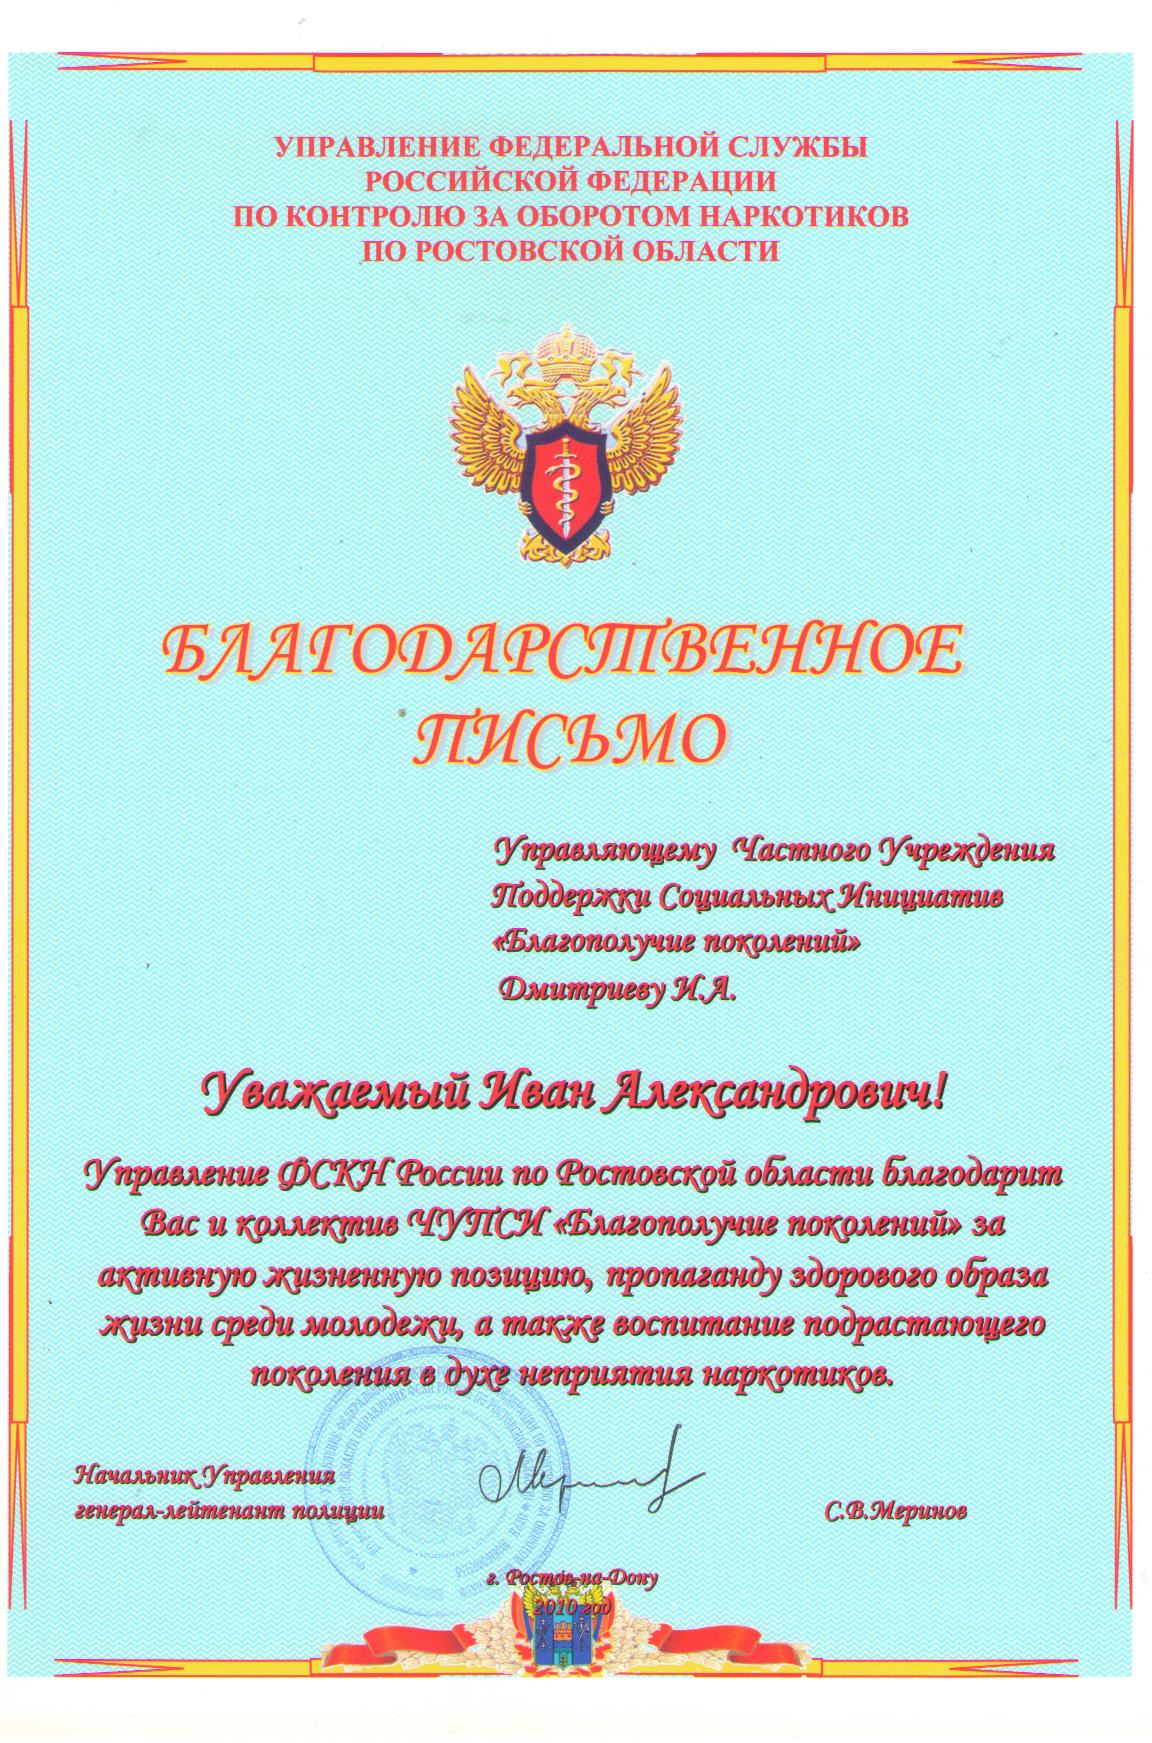 УПРАВЛЕНИЕ ФЕДЕРАЛЬНОЙ СЛУЖБЫ
РОССИЙСКОЙ ФЕДЕРАЦИИ
ПО КОНТРОЛЮ ЗА ОБОРОТОМ НАРКОТИКОВ
ПО РОСТОВСКОЙ ОБЛАСТИ
БЛАГОДАРСТВЕННОЕ
ПИСЬМО
Управляющему Частного Учреждения
Поддержки Социальных Инициатив
«Благополучие поколений»
Дмитриеву И.А.
Уважаемый Иван Александрович!
Управление ФСКН России по Ростовской области благодарит
Вас и коллектив ЧУПСИ «Благополучие поколений» за
активную жизненную позицию, пропаганду здорового образа
жизни среди молодежи, а также воспитание подрастающего
поколения в духе неприятия наркотиков.
Начальник Управления
генерал-лейтенант полиции
С.В.Меринов
г. Ростов-на-Дону
2010 год